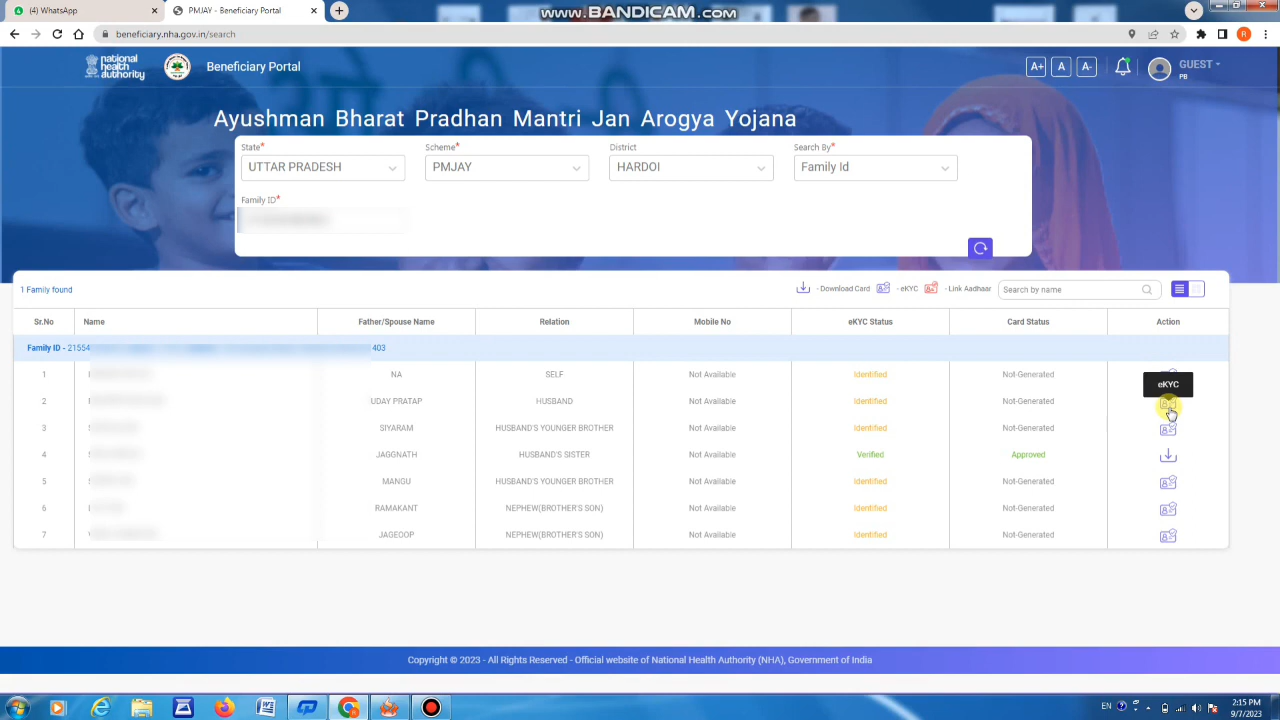 (4) WhatsApp
PMJAY - Beneficiary Portal
www.BANDICAM.com
beneficiary.nha.gov.in/search
R
national
health
authority
Beneficiary Portal
A+ A A-
GUEST
PB
Ayushman Bharat Pradhan Mantri Jan Arogya Yojana
State* Scheme* District Search By*
UTTAR PRADESH PMJAY HARDOI Family Id
Family ID*
1 Family found - Download Card - eKYC - Link Aadhaar Search by name
Sr.No Name Father/Spouse Name Relation Mobile No eKYC Status Card Status Action
Family ID - 21554 403
1 NA SELF Not Available Identified Not-Generated
eKYC
2 UDAY PRATAP HUSBAND Not Available Identified Not-Generated
3 SIYARAM HUSBAND'S YOUNGER BROTHER Not Available Identified Not-Generated
4 JAGGNATH HUSBAND'S SISTER Not Available Verified Approved
5 MANGU HUSBAND'S YOUNGER BROTHER Not Available Identified Not-Generated
6 RAMAKANT NEPHEW(BROTHER'S SON) Not Available Identified Not-Generated
7 JAGEOOP NEPHEW(BROTHER'S SON) Not Available Identified Not-Generated
Copyright © 2023 - All Rights Reserved - Official website of National Health Authority (NHA), Government of India
EN 2:15 PM
9/7/2023